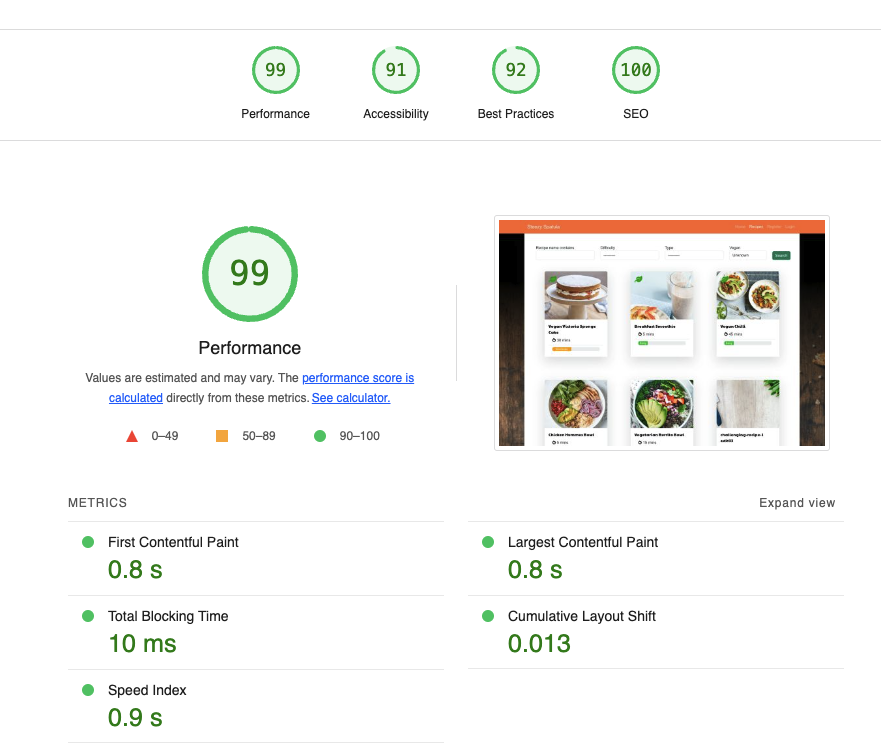 99
91
92
100
Performance
Accessibility
Best Practices
SEO
99
Performance
Values are estimated and may vary. The performance score is
calculated directly from these metrics. See calculator.
0–49
50–89
90–100
Recipe name contains
Difficulty
Type
Vegan
Unknown
Search
Vegan Victoria Sponge
Cake
30 mins
Breakfast Smoothie
5 mins
Vegan Chilli
45 mins
Chicken Hummus Bowl
Vegetarian Burrito Bowl
15 mins
METRICS
Expand view
First Contentful Paint
0.8 s
Largest Contentful Paint
0.8 s
Total Blocking Time
10 ms
Cumulative Layout Shift
0.013
Speed Index
0.9 s